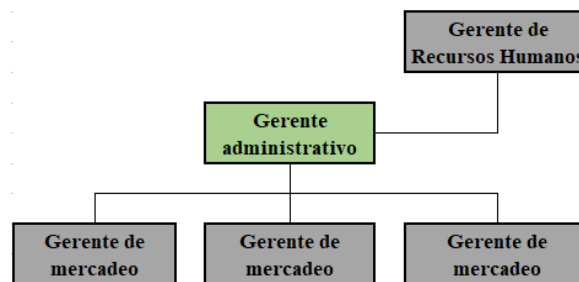 Gerente de
Recursos Humanos
Gerente
administrativo
Gerente de
mercadeo
Gerente de
mercadeo
Gerente de
mercadeo